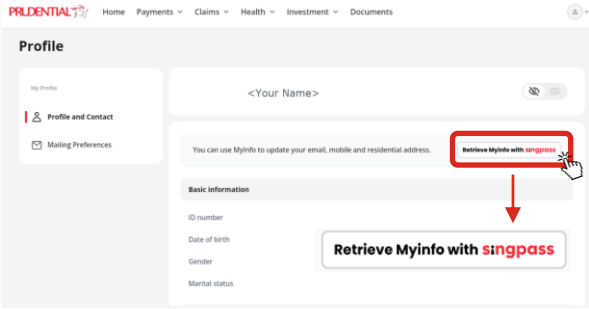 PRUDENTIAL Home Payments Claims Health Investment Documents
Profile
My Profile
Profile and Contact
Mailing Preferences
<Your Name>
You can use MyInfo to update your email, mobile and residential address.
Retrieve Myinfo with singpass
Basic information
ID number
Date of birth
Gender
Marital status
Retrieve Myinfo with singpass